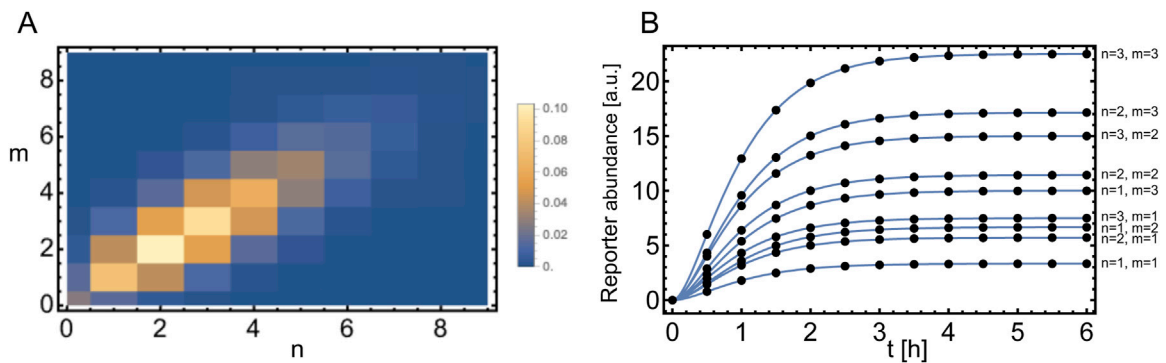 A
m
8
6
4
2
0
0
2
4
6
8
n
0.10
0.08
0.06
0.04
0.02
0.
B
Reporter abundance [a.u.]
20
15
10
5
0
0
1
2
3
4
5
6
t [h]
n=3, m=3
n=2, m=3
n=3, m=2
n=2, m=2
n=1, m=3
n=3, m=1
n=1, m=2
n=2, m=1
n=1, m=1